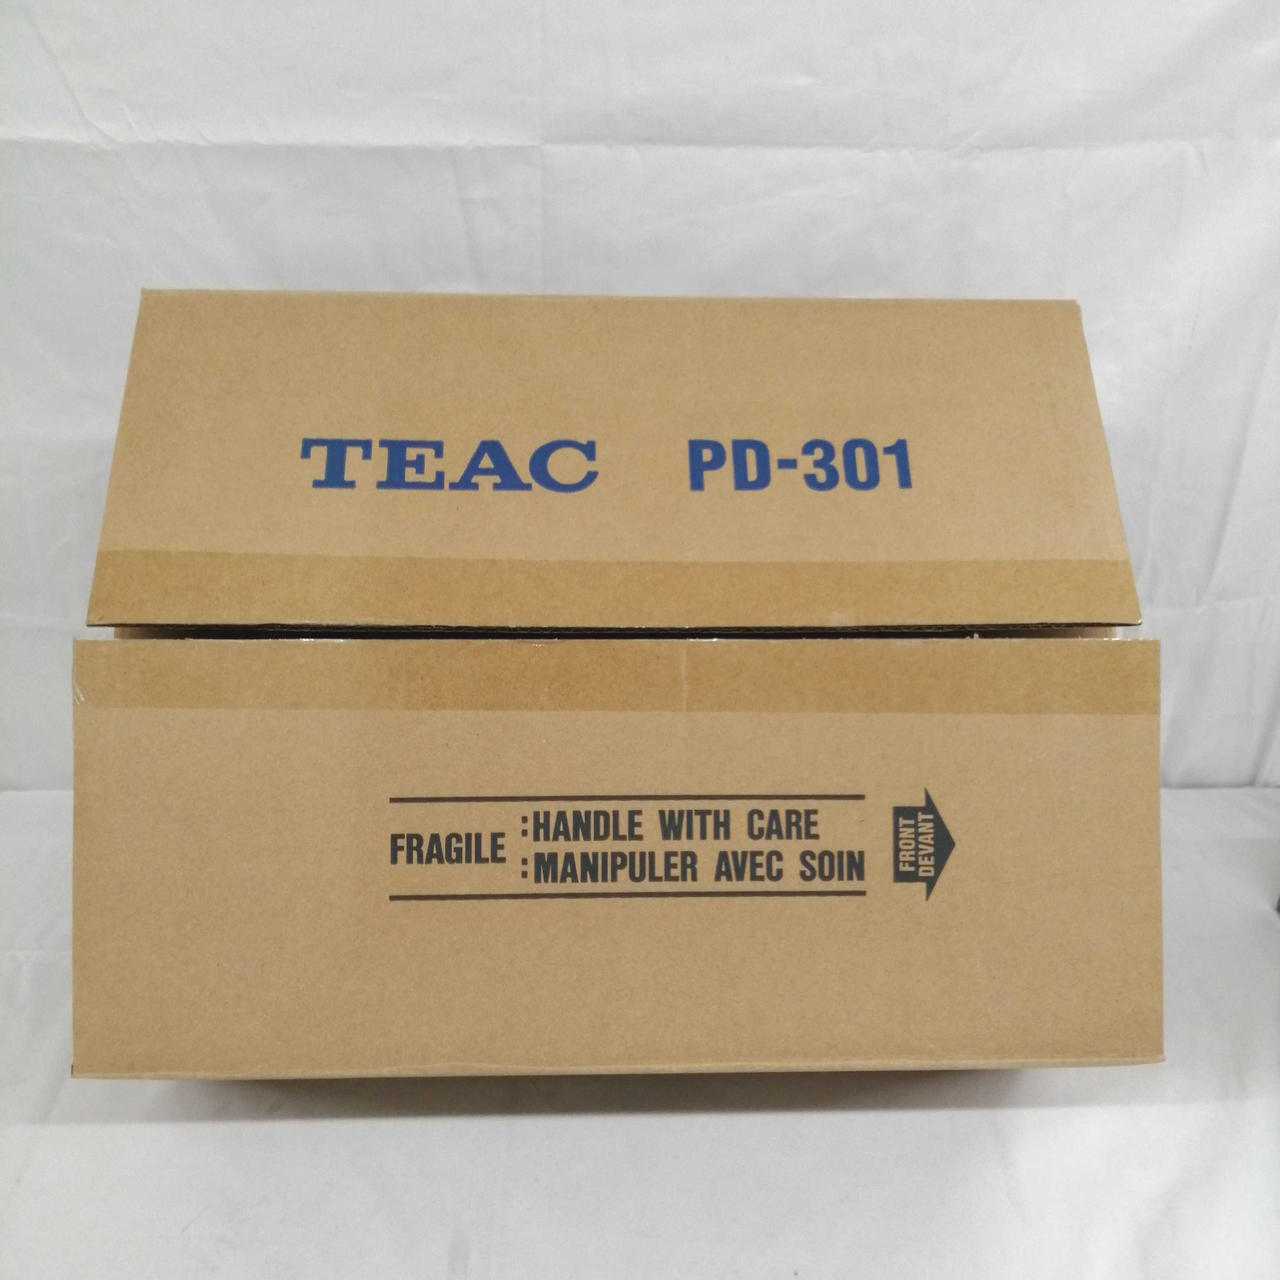 TEAC PD-301
FRAGILE :HANDLE WITH CARE
:MANIPULER AVEC SOIN
FRONT
DEVANT